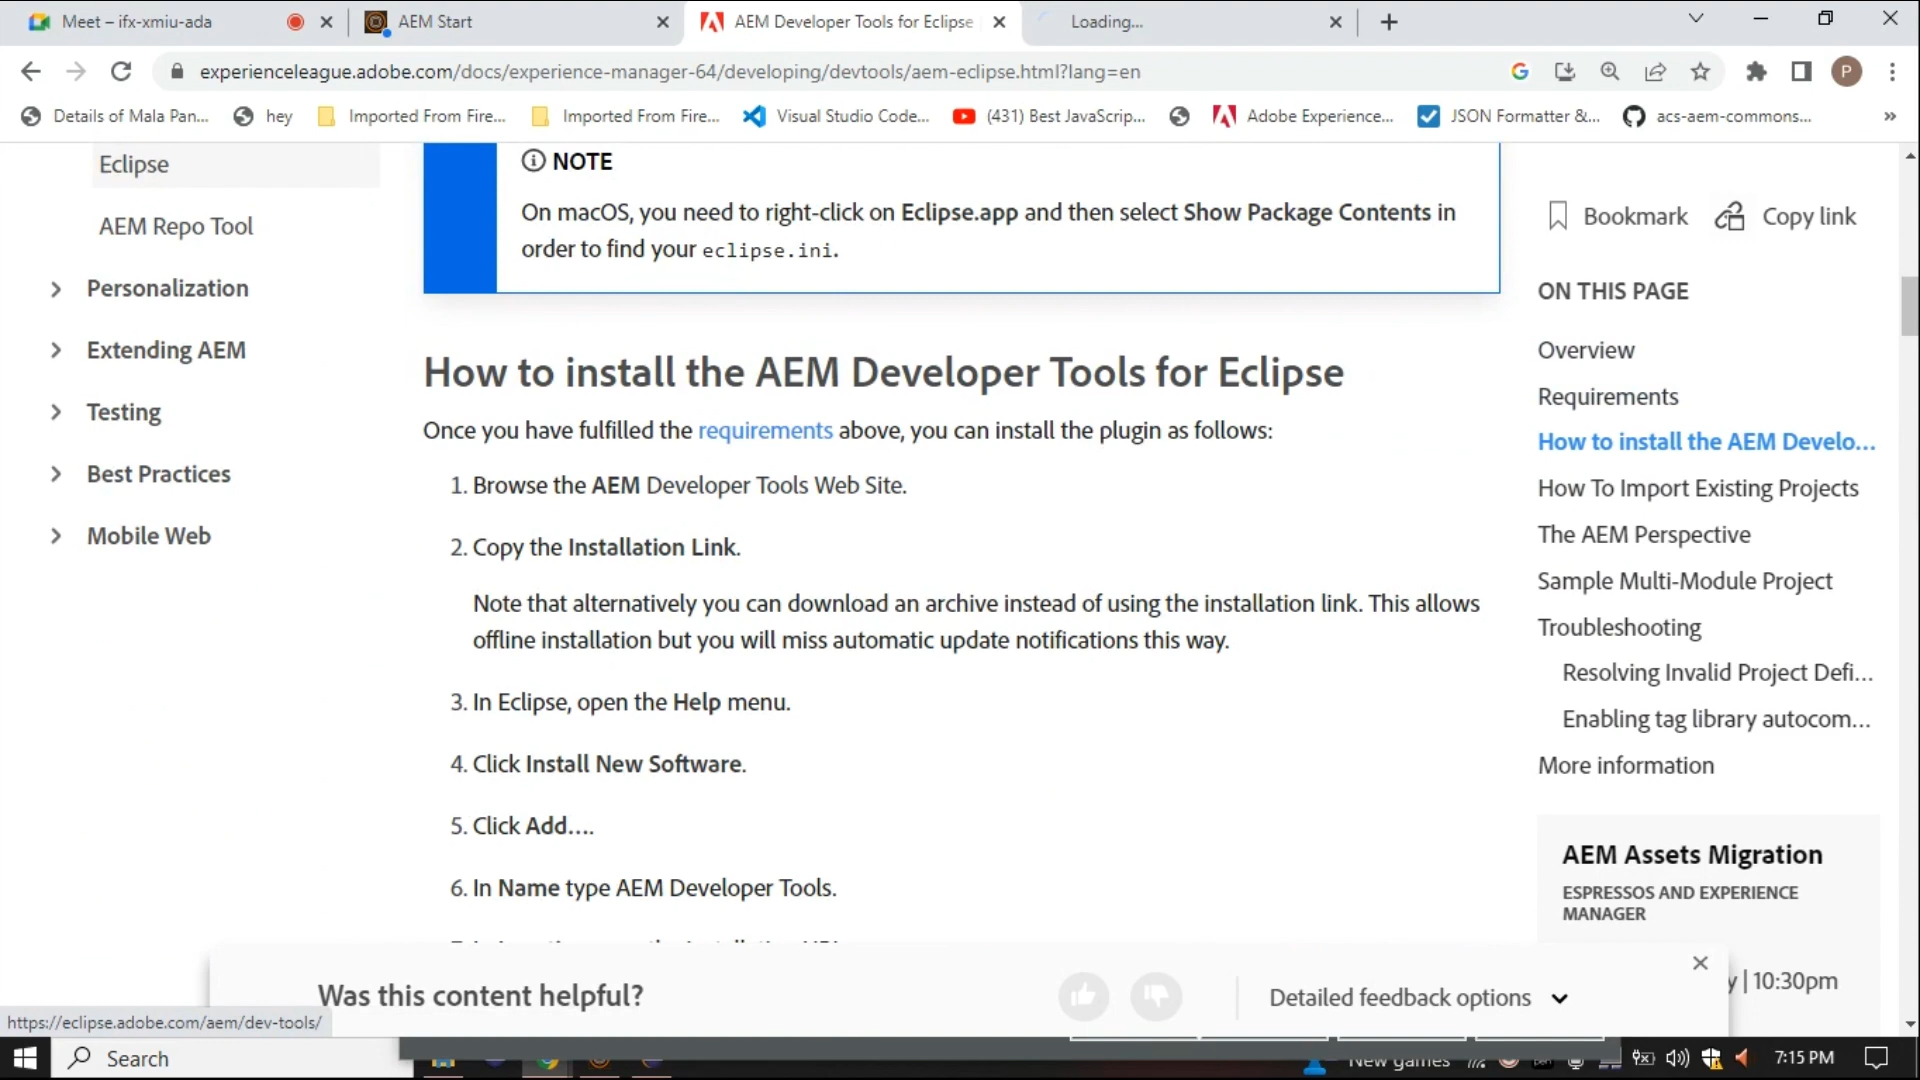 Meet – ifx-xmiu-ada
AEM Start
AEM Developer Tools for Eclipse
Loading...
experienceleague.adobe.com/docs/experience-manager-64/developing/devtools/aem-eclipse.html?lang=en
P
Details of Mala Pan...
hey
Imported From Fire...
Imported From Fire...
Visual Studio Code...
(431) Best JavaScrip...
Adobe Experience...
JSON Formatter &...
acs-aem-commons...
»
Eclipse
AEM Repo Tool
Personalization
Extending AEM
Testing
Best Practices
Mobile Web
NOTE
On macOS, you need to right-click on Eclipse.app and then select Show Package Contents in
order to find your eclipse.ini.
How to install the AEM Developer Tools for Eclipse
Once you have fulfilled the requirements above, you can install the plugin as follows:
1. Browse the AEM Developer Tools Web Site.
2. Copy the Installation Link.
Note that alternatively you can download an archive instead of using the installation link. This allows
offline installation but you will miss automatic update notifications this way.
3. In Eclipse, open the Help menu.
4. Click Install New Software.
5. Click Add….
6. In Name type AEM Developer Tools.
Bookmark
Copy link
ON THIS PAGE
Overview
Requirements
How to install the AEM Develo...
How To Import Existing Projects
The AEM Perspective
Sample Multi-Module Project
Troubleshooting
Resolving Invalid Project Defi...
Enabling tag library autocom...
More information
AEM Assets Migration
ESPRESSOS AND EXPERIENCE
MANAGER
y | 10:30pm
Was this content helpful?
Detailed feedback options
https://eclipse.adobe.com/aem/dev-tools/
Search
New games
7:15 PM